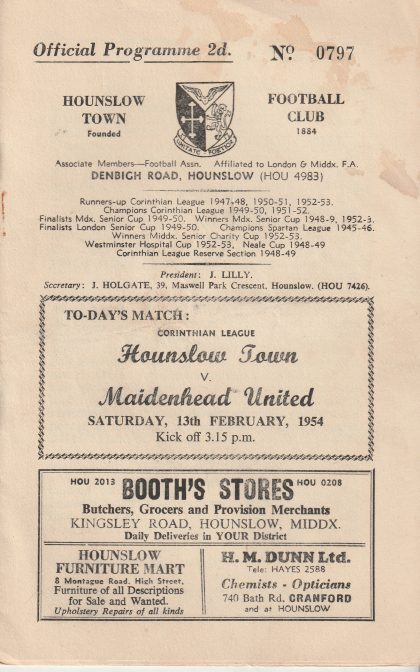 Official Programme 2d. No. 0797
HOUNSLOW TOWN
Founded
FOOTBALL CLUB
1884
Associate Members—Football Assn. Affiliated to London & Middx. F.A.
DENBIGH ROAD, HOUNSLOW (HOU 4983)
Runners-up Corinthian League 1947-48, 1950-51, 1952-53.
Champions Corinthian League 1949-50, 1951-52.
Finalists Mdx. Senior Cup 1949-50. Winners Mdx. Senior Cup 1948-9, 1952-3.
Finalists London Senior Cup 1949-50. Champions Spartan League 1945-46.
Winners Middx. Senior Charity Cup 1952-53.
Westminster Hospital Cup 1952-53, Neale Cup 1948-49
Corinthian League Reserve Section 1948-49
President: J. LILLY.
Secretary: J. HOLGATE, 39, Maswell Park Crescent, Hounslow. (HOU 7426).
TO-DAY'S MATCH:
CORINTHIAN LEAGUE
Hounslow Town
V.
Maidenhead United
SATURDAY, 13th FEBRUARY, 1954
Kick off 3.15 p.m.
HOU 2013 BOOTH'S STORES HOU 0208
Butchers, Grocers and Provision Merchants
KINGSLEY ROAD, HOUNSLOW, MIDDX.
Daily Deliveries in YOUR District
HOUNSLOW
FURNITURE MART
8 Montague Road, High Street,
Furniture of all Descriptions
for Sale and Wanted.
Upholstery Repairs of all kinds
H. M. DUNN Ltd.
Tele: HAYES 2588
Chemists - Opticians
740 Bath Rd. CRANFORD
and at HOUNSLOW